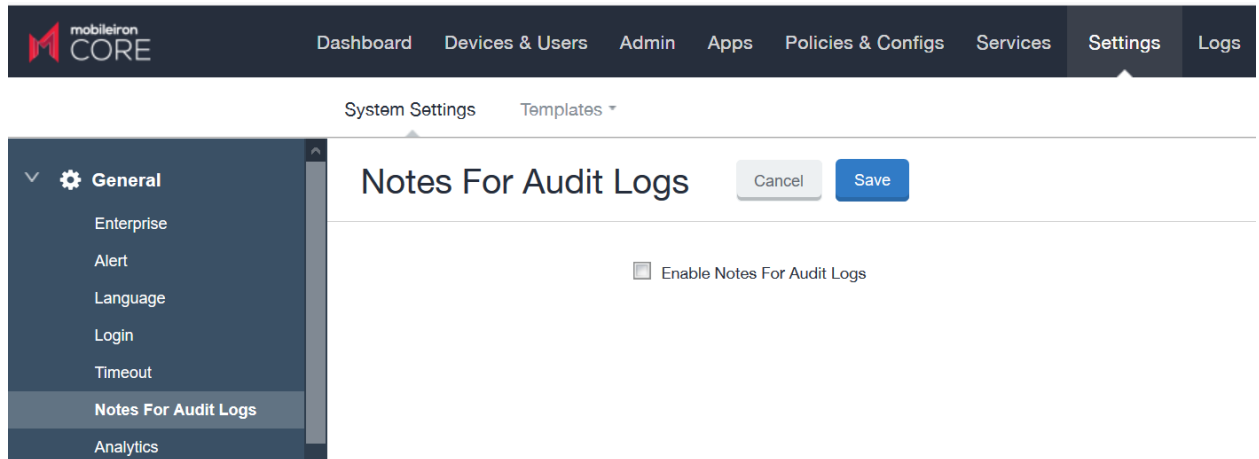 mobileiron
CORE
Dashboard Devices & Users Admin Apps Policies & Configs Services Settings Logs
System Settings Templates
General
Enterprise
Alert
Language
Login
Timeout
Notes For Audit Logs
Analytics
Notes For Audit Logs Cancel Save
Enable Notes For Audit Logs